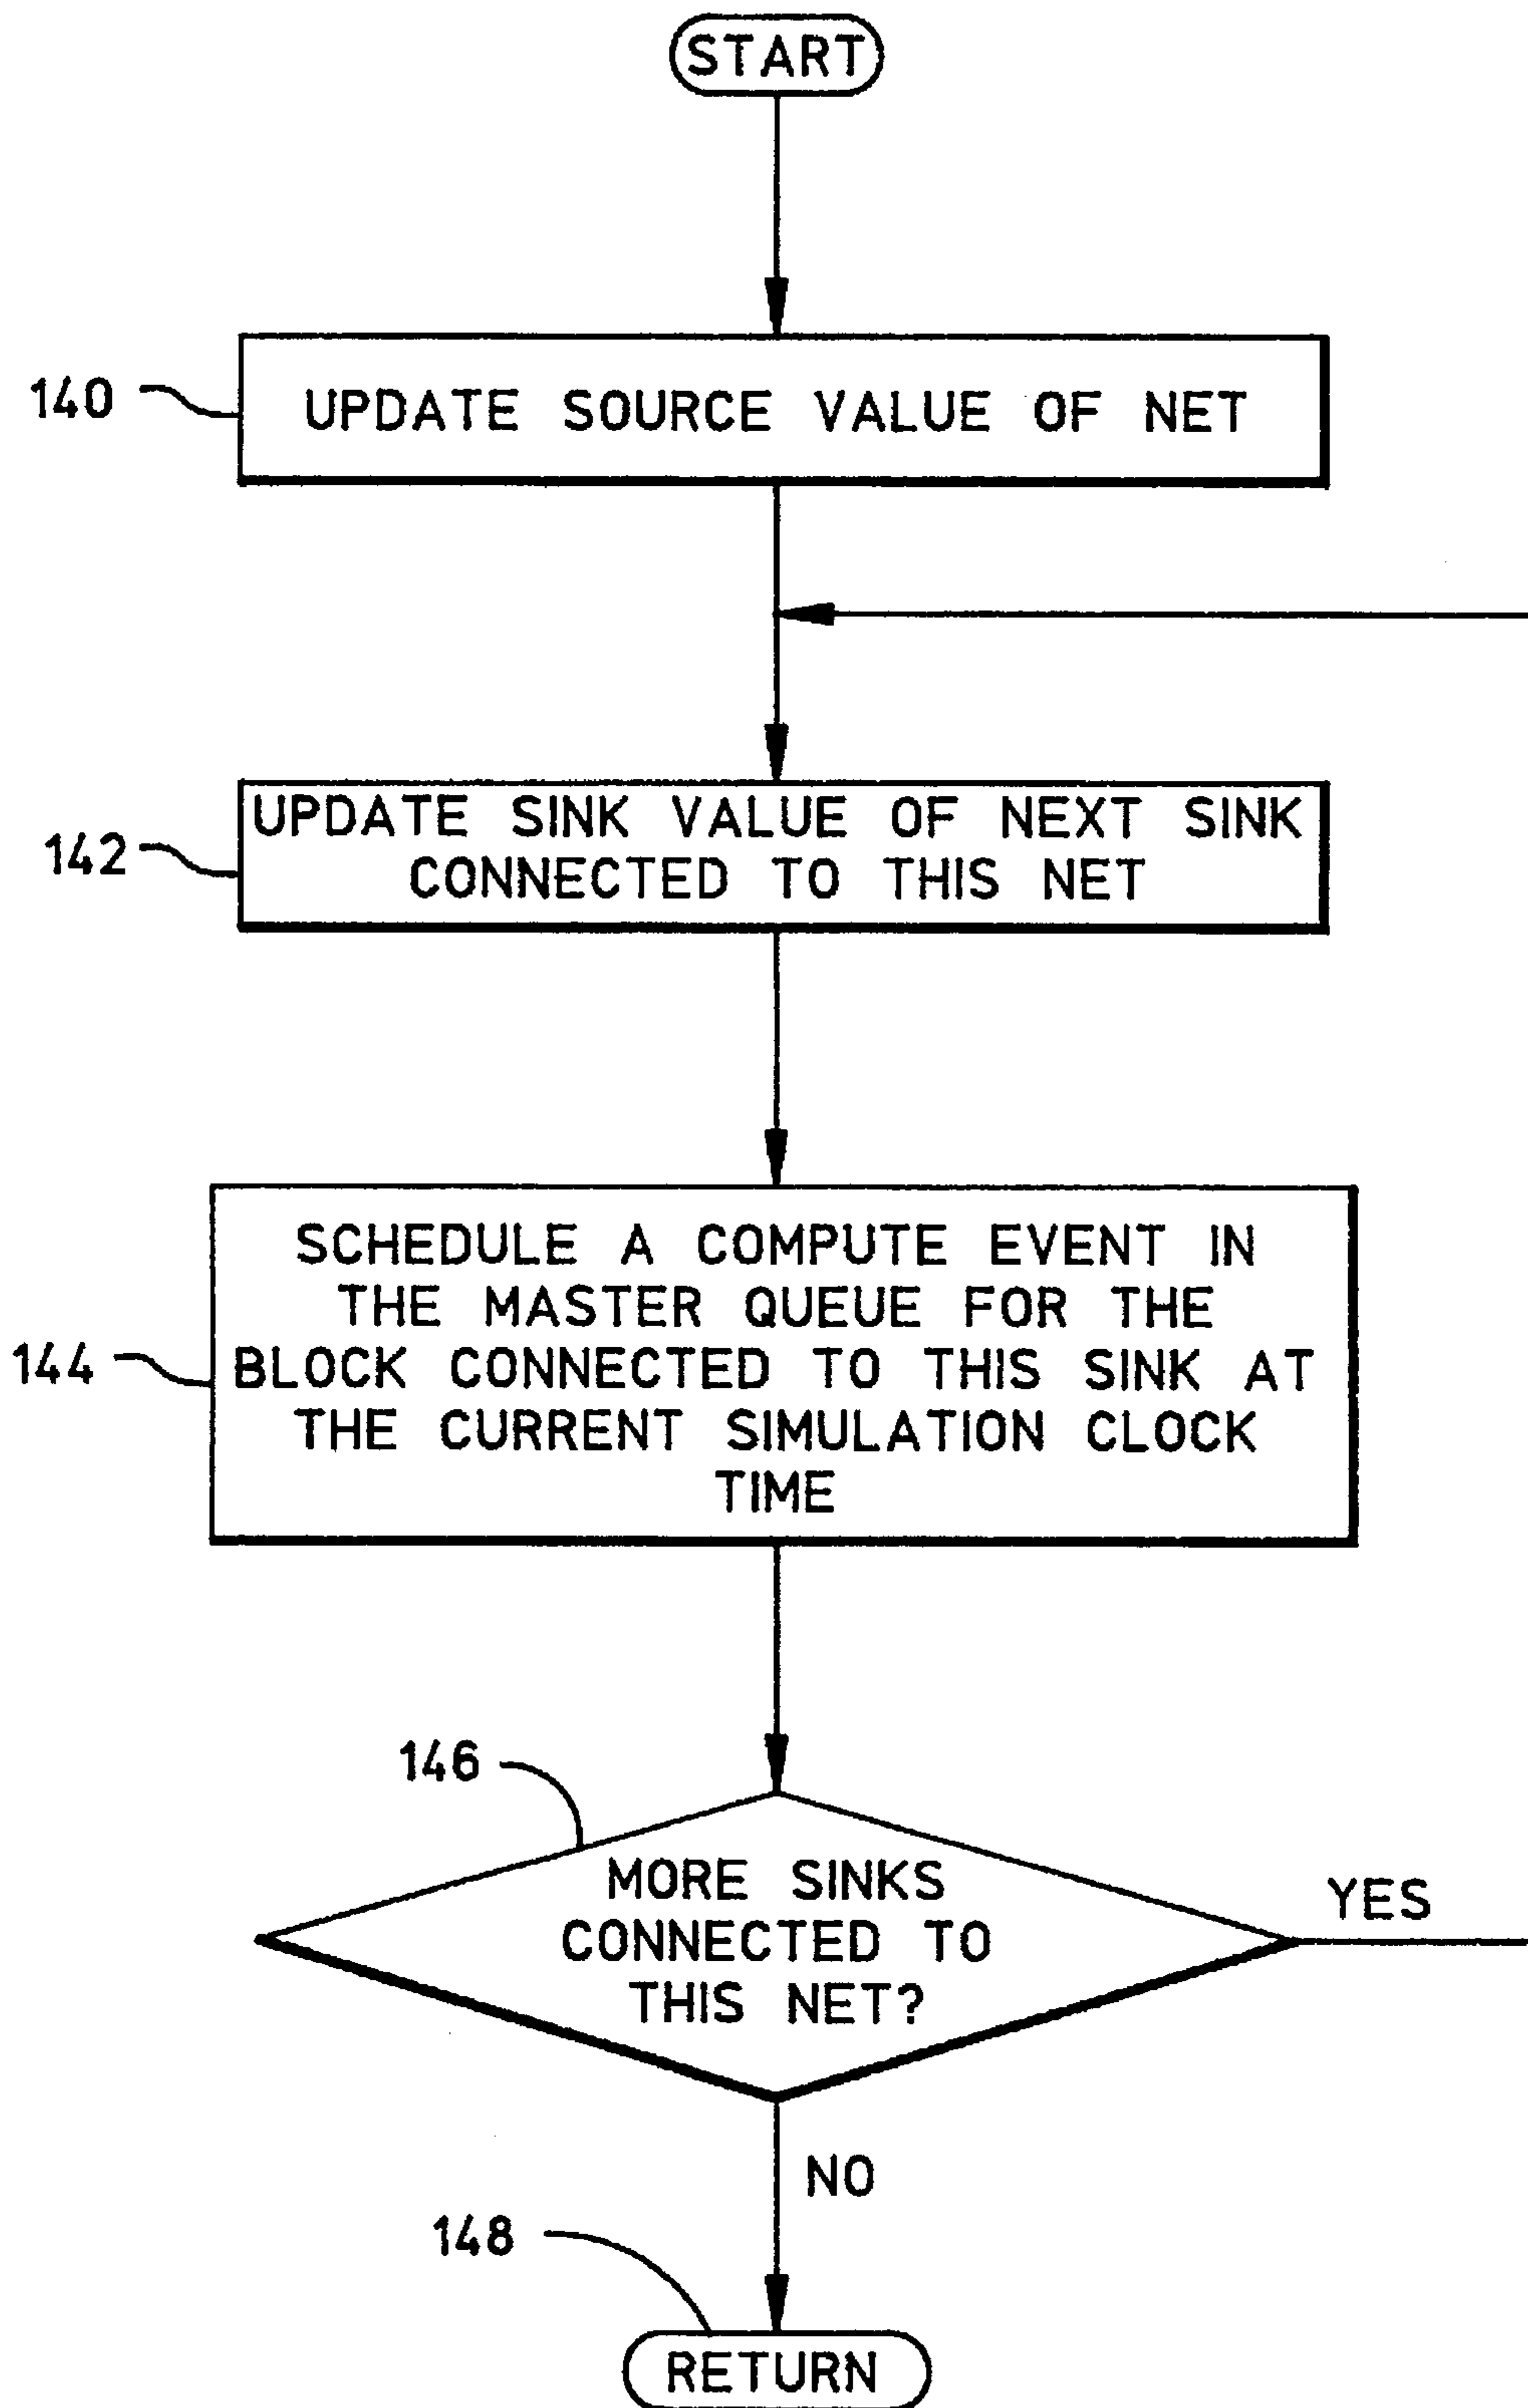 START
140
UPDATE SOURCE VALUE OF NET
142
UPDATE SINK VALUE OF NEXT SINK
CONNECTED TO THIS NET
144
SCHEDULE A COMPUTE EVENT IN
THE MASTER QUEUE FOR THE
BLOCK CONNECTED TO THIS SINK AT
THE CURRENT SIMULATION CLOCK
TIME
146
MORE SINKS
CONNECTED TO
THIS NET?
YES
NO
148
RETURN